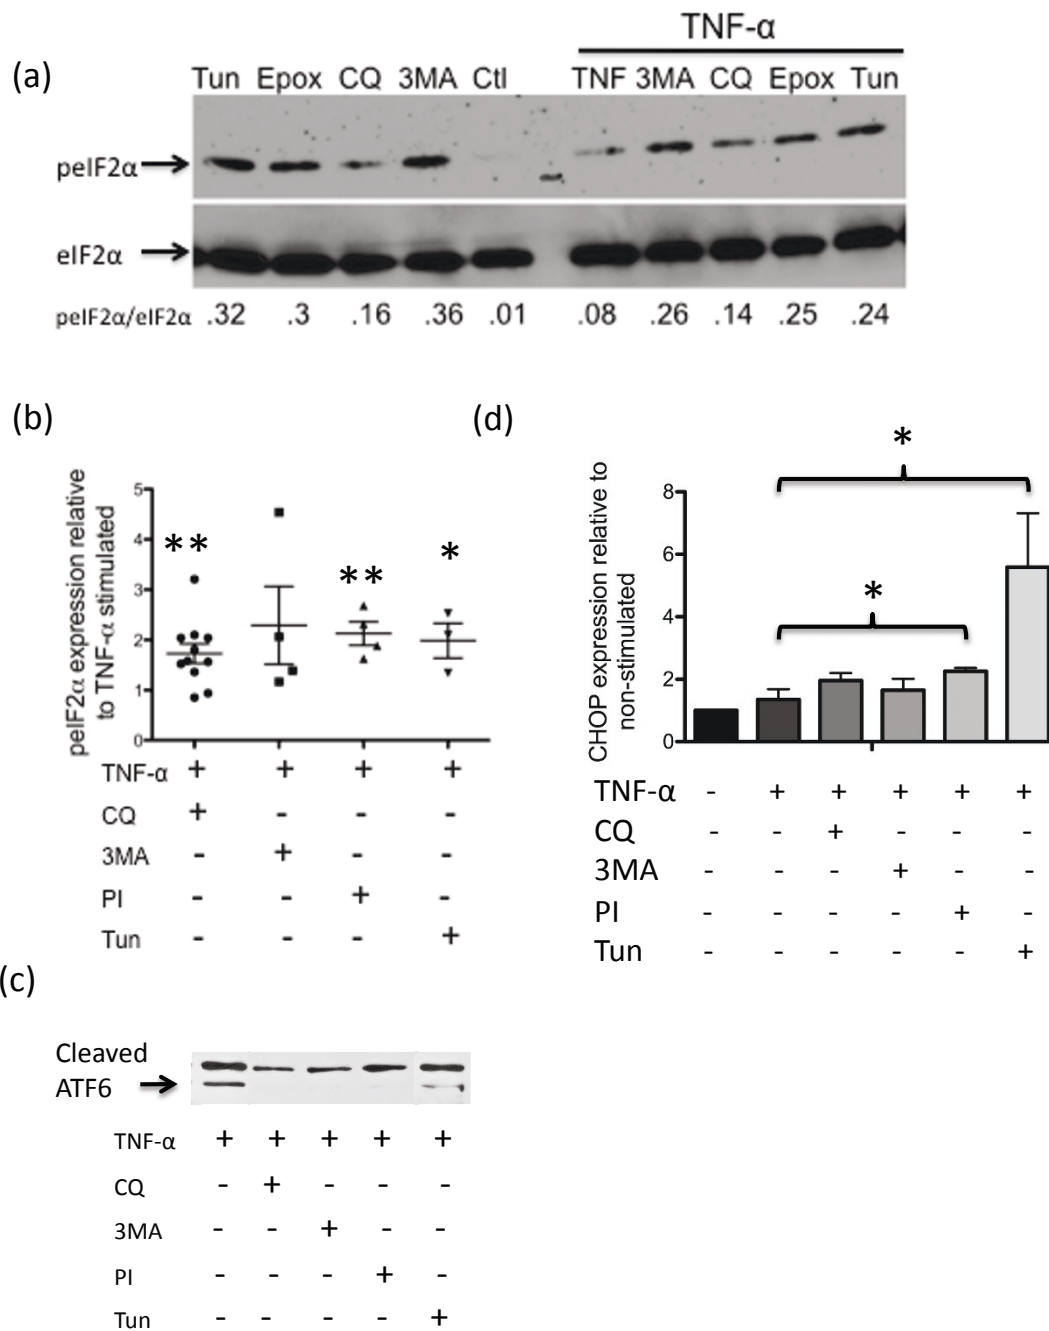 TNF-α
(a)
Tun Epox CQ 3MA Ctl TNF 3MA CQ Epox Tun
peIF2α
eIF2α
peIF2α/eIF2α .32 .3 .16 .36 .01 .08 .26 .14 .25 .24
(b)
peIF2α expression relative
to TNF-α stimulated
5
4
3
2
1
0
** ** *
TNF-α + + + +
CQ + - - -
3MA - + - -
PI - - + -
Tun - - - +
(d)
CHOP expression relative to
non-stimulated
8
6
4
2
0
*
*
TNF-α - + + + + +
CQ - - + - - -
3MA - - - + - -
PI - - - - + -
Tun - - - - - +
(c)
Cleaved
ATF6
TNF-α + + + + +
CQ - + - - -
3MA - - + - -
PI - - - + -
Tun - - - - +